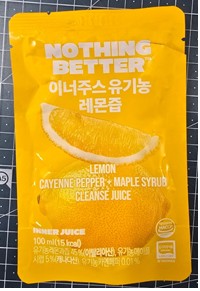 NOTHING
BETTER
이너주스 유기농
레몬즙
LEMON
CAYENNE PEPPER + MAPLE SYRUP
CLEANSE JUICE
INNER JUICE
100 ml(15 kcal)